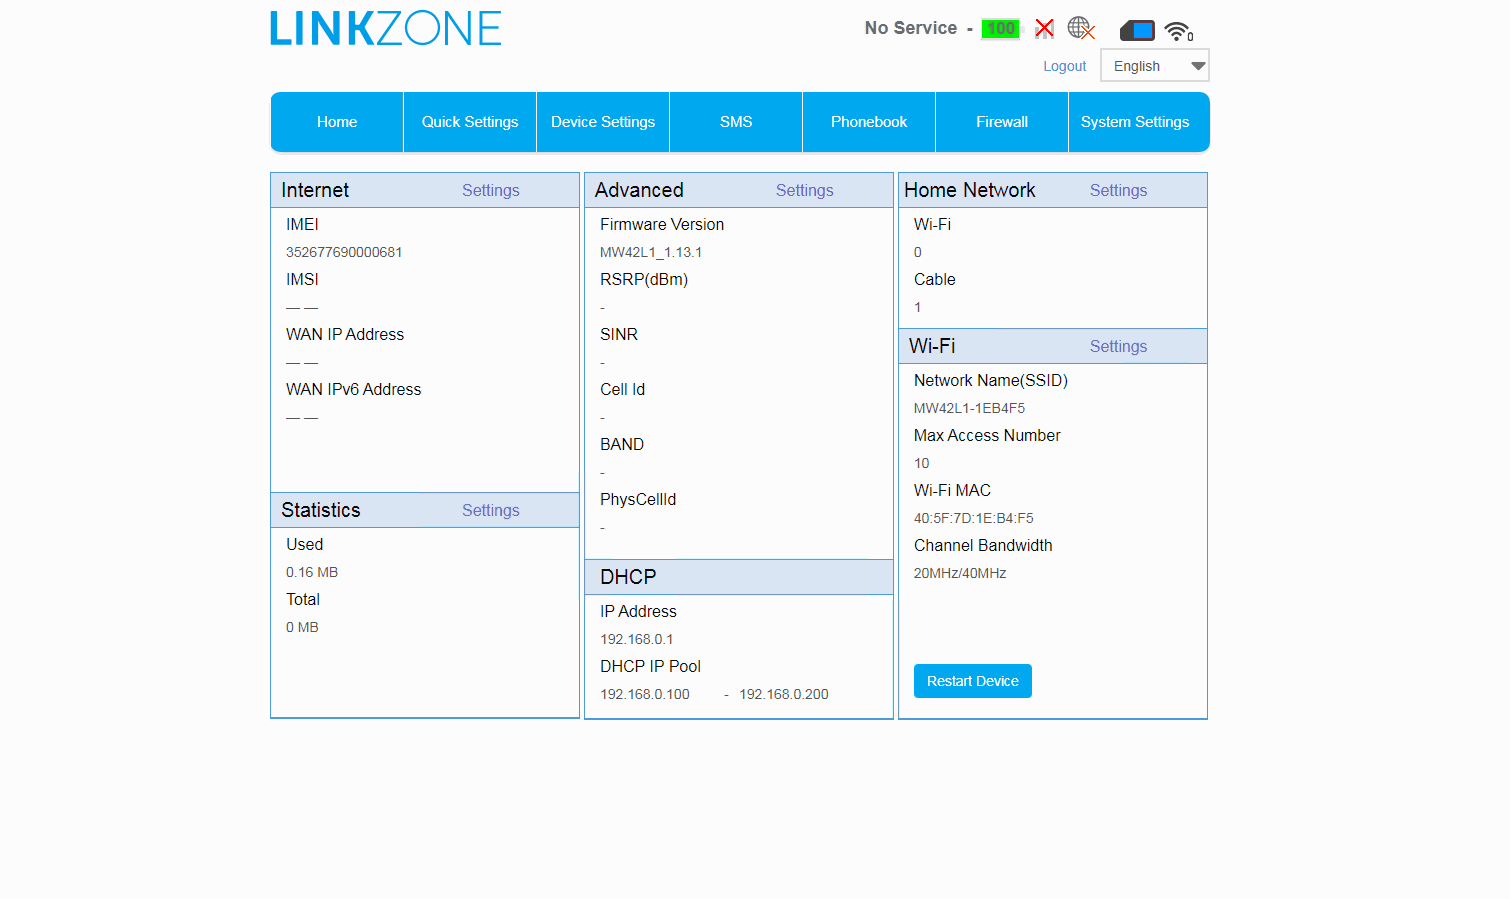 LINKZONE
No Service - 100
0
Logout English
Home Quick Settings Device Settings SMS Phonebook Firewall System Settings
Internet Settings
IMEI
352677690000681
IMSI
— —
WAN IP Address
— —
WAN IPv6 Address
— —
Statistics Settings
Used
0.16 MB
Total
0 MB
Advanced Settings
Firmware Version
MW42L1_1.13.1
RSRP(dBm)
-
SINR
-
Cell Id
-
BAND
-
PhysCellId
-
DHCP
IP Address
192.168.0.1
DHCP IP Pool
192.168.0.100 - 192.168.0.200
Home Network Settings
Wi-Fi
0
Cable
1
Wi-Fi Settings
Network Name(SSID)
MW42L1-1EB4F5
Max Access Number
10
Wi-Fi MAC
40:5F:7D:1E:B4:F5
Channel Bandwidth
20MHz/40MHz
Restart Device